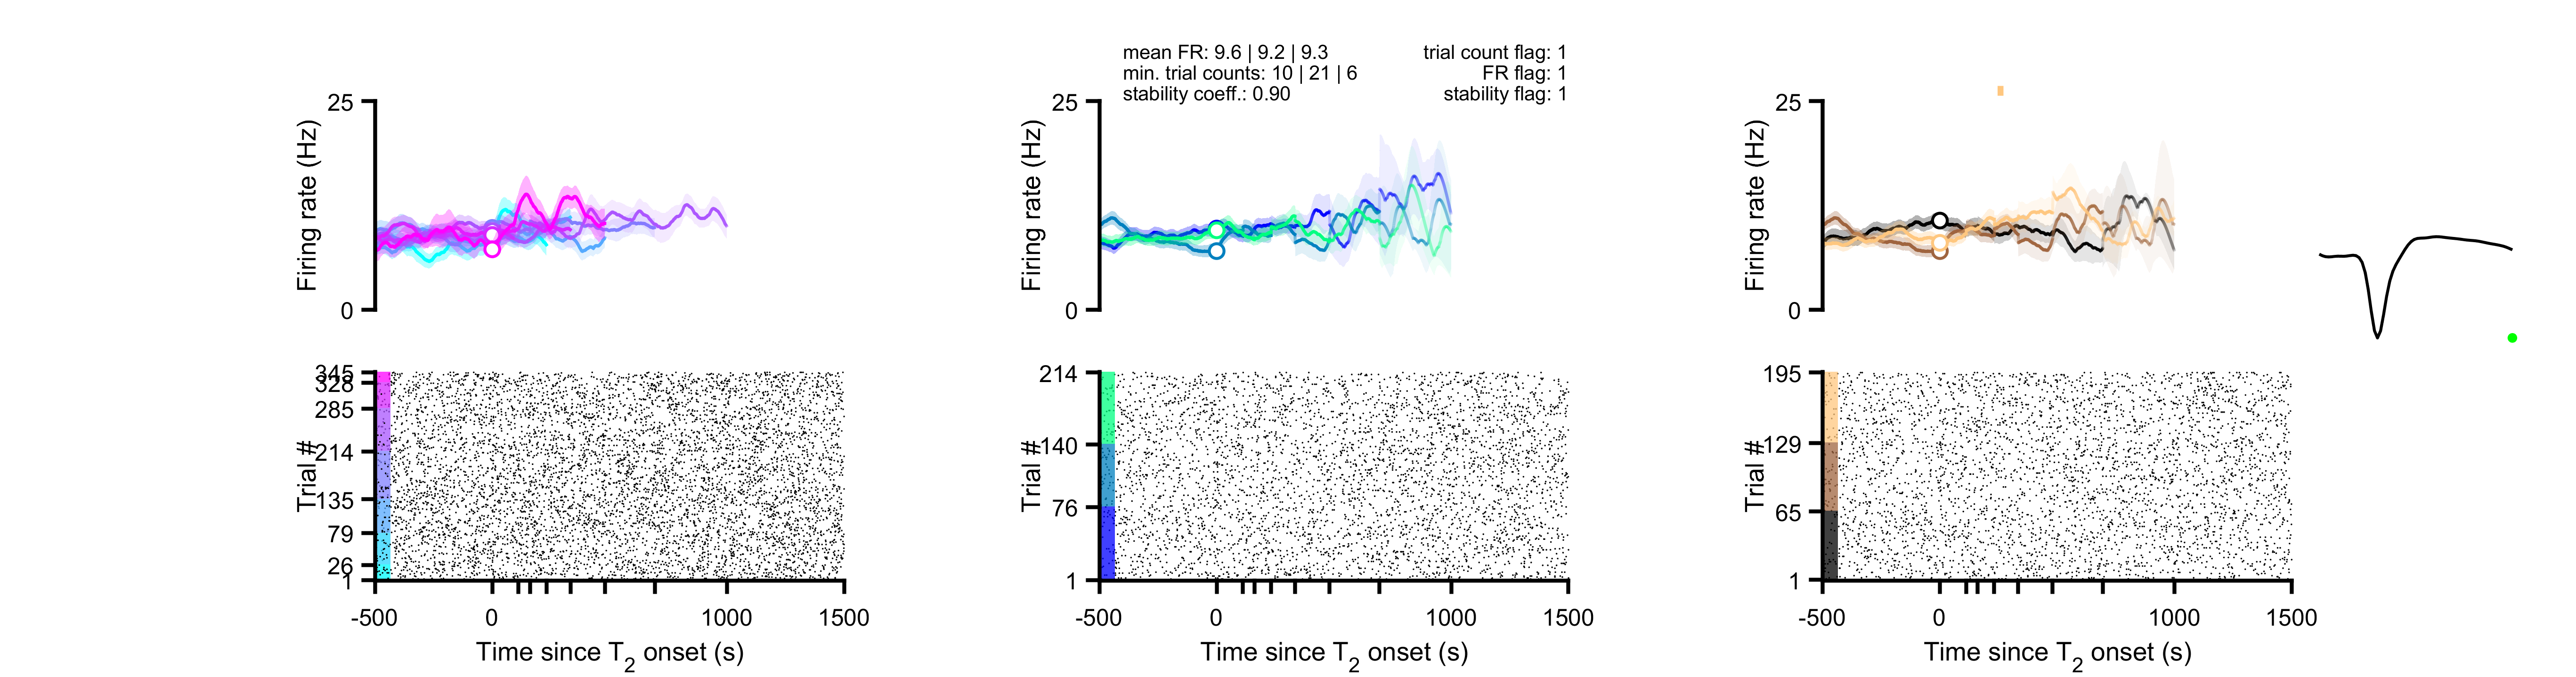 mean FR: 9.6 | 9.2 | 9.3
min. trial counts: 10 | 21 | 6
stability coeff.: 0.90
trial count flag: 1
FR flag: 1
stability flag: 1
25
0
Firing rate (Hz)
25
0
Firing rate (Hz)
25
0
Firing rate (Hz)
345
328
285
214
135
79
26
1
Trial #
-500
0
1000
1500
Time since T2 onset (s)
214
140
76
1
Trial #
-500
0
1000
1500
Time since T2 onset (s)
195
129
65
1
Trial #
-500
0
1000
1500
Time since T2 onset (s)